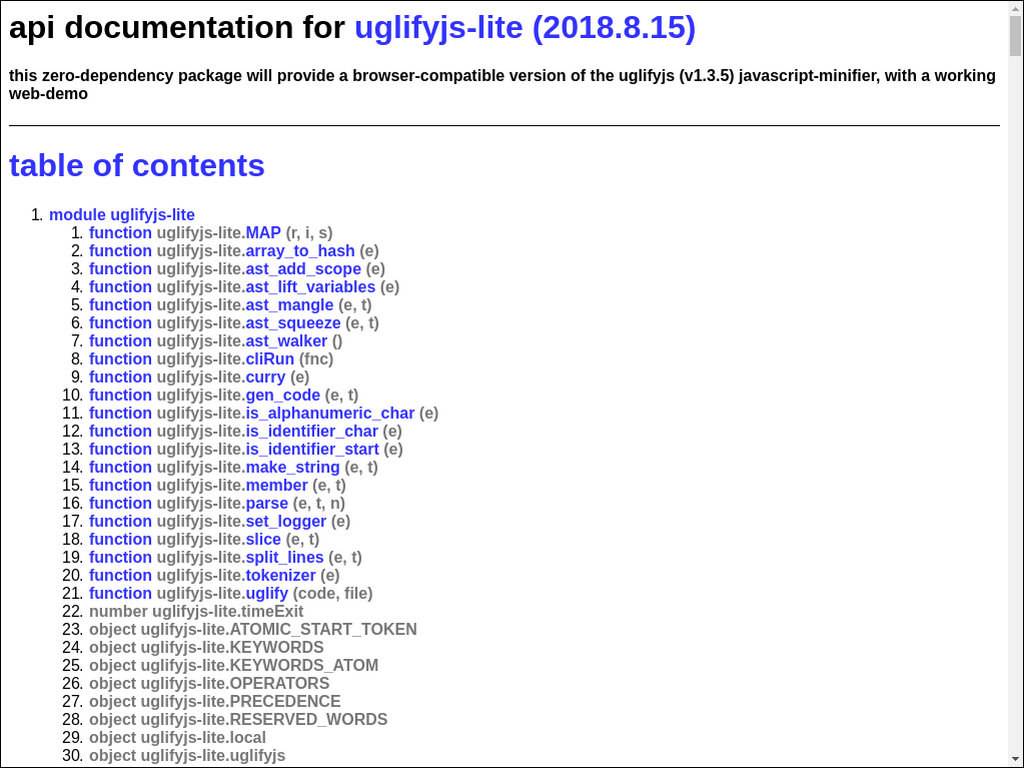 api documentation for uglifyjs-lite (2018.8.15)
this zero-dependency package will provide a browser-compatible version of the uglifyjs (v1.3.5) javascript-minifier, with a working
web-demo
table of contents
1. module uglifyjs-lite
1. function uglifyjs-lite.MAP (r, i, s)
2. function uglifyjs-lite.array_to_hash (e)
3. function uglifyjs-lite.ast_add_scope (e)
4. function uglifyjs-lite.ast_lift_variables (e)
5. function uglifyjs-lite.ast_mangle (e, t)
6. function uglifyjs-lite.ast_squeeze (e, t)
7. function uglifyjs-lite.ast_walker ()
8. function uglifyjs-lite.cliRun (fnc)
9. function uglifyjs-lite.curry (e)
10. function uglifyjs-lite.gen_code (e, t)
11. function uglifyjs-lite.is_alphanumeric_char (e)
12. function uglifyjs-lite.is_identifier_char (e)
13. function uglifyjs-lite.is_identifier_start (e)
14. function uglifyjs-lite.make_string (e, t)
15. function uglifyjs-lite.member (e, t)
16. function uglifyjs-lite.parse (e, t, n)
17. function uglifyjs-lite.set_logger (e)
18. function uglifyjs-lite.slice (e, t)
19. function uglifyjs-lite.split_lines (e, t)
20. function uglifyjs-lite.tokenizer (e)
21. function uglifyjs-lite.uglify (code, file)
22. number uglifyjs-lite.timeExit
23. object uglifyjs-lite.ATOMIC_START_TOKEN
24. object uglifyjs-lite.KEYWORDS
25. object uglifyjs-lite.KEYWORDS_ATOM
26. object uglifyjs-lite.OPERATORS
27. object uglifyjs-lite.PRECEDENCE
28. object uglifyjs-lite.RESERVED_WORDS
29. object uglifyjs-lite.local
30. object uglifyjs-lite.uglifyjs